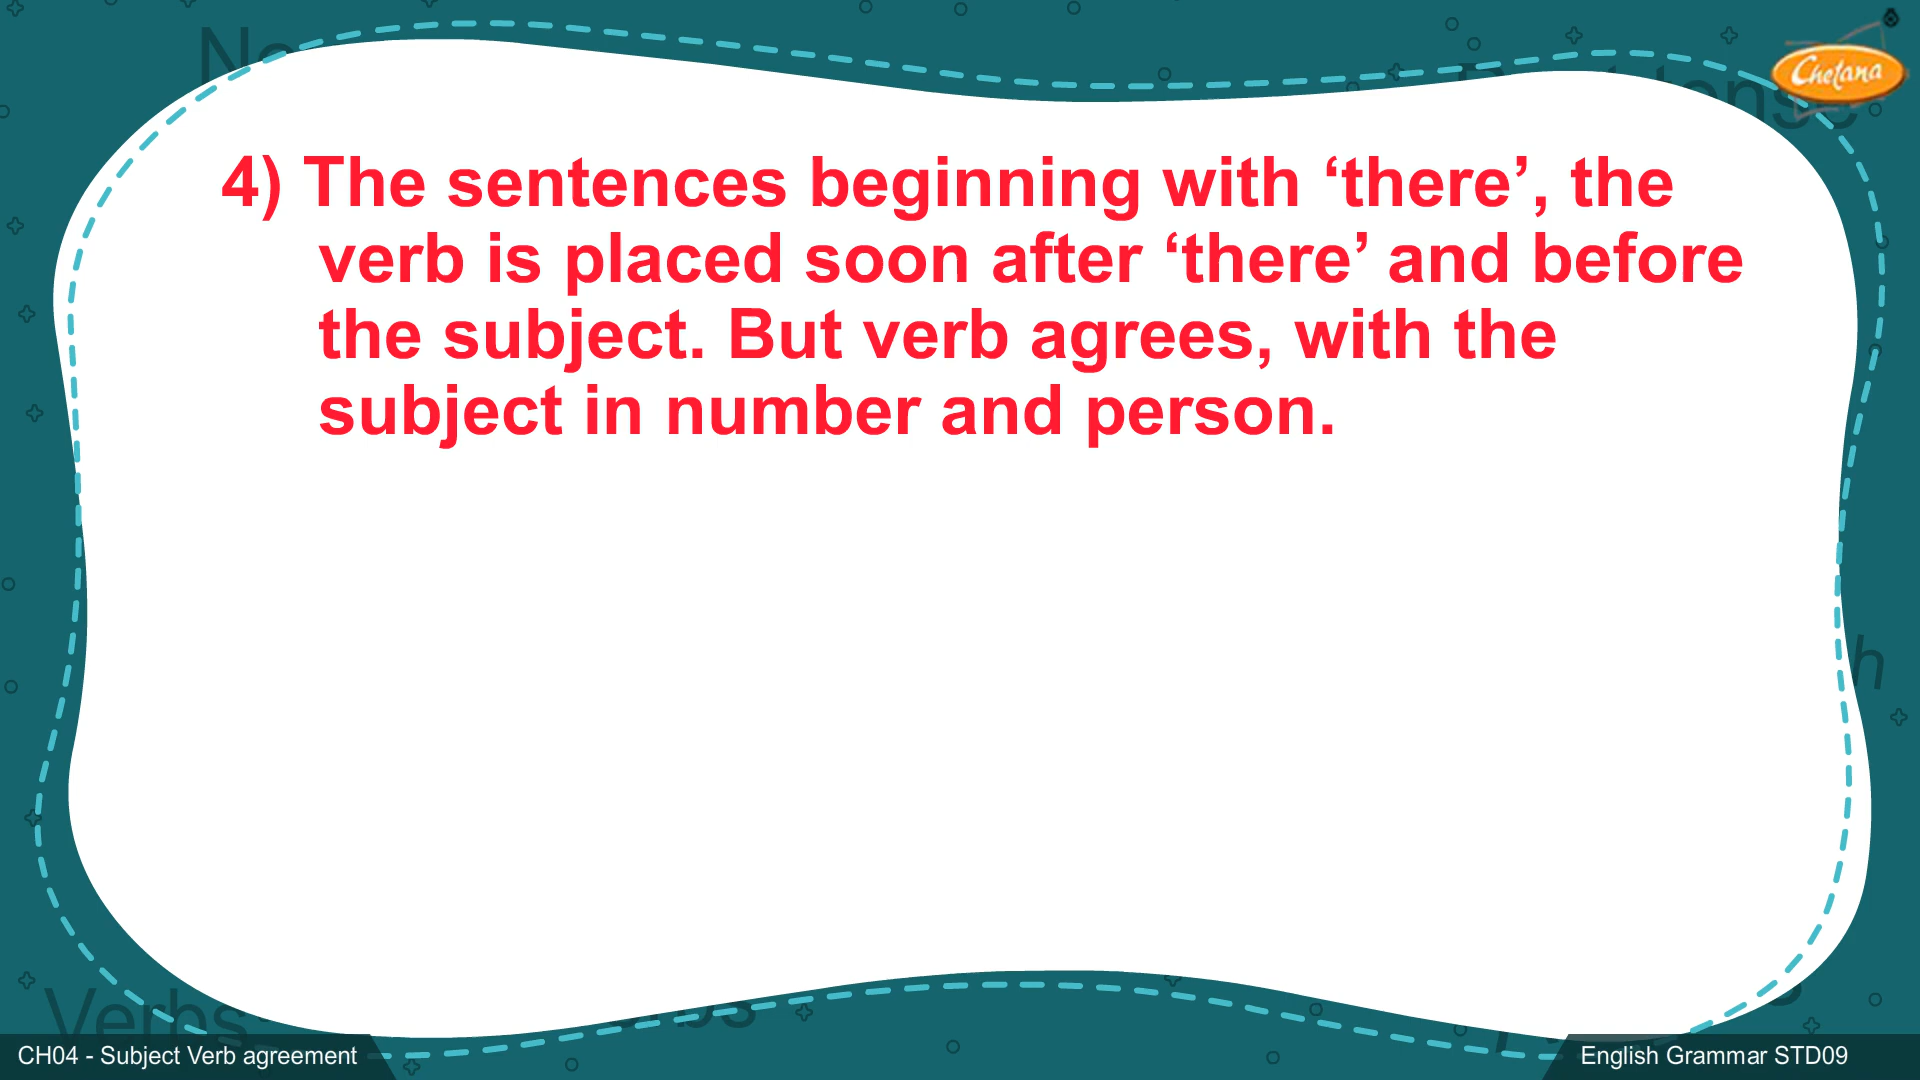 Chetana
4) The sentences beginning with ‘there’, the
verb is placed soon after ‘there’ and before
the subject. But verb agrees, with the
subject in number and person.
Verbs
CH04 - Subject Verb agreement
English Grammar STD09